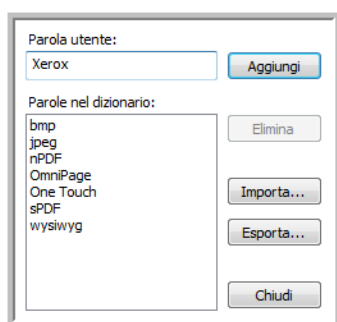 Parola utente:
Xerox
Aggiungi
Parole nel dizionario:
bmp
jpeg
nPDF
OmniPage
One Touch
sPDF
wysiwyg
Elimina
Importa...
Esporta...
Chiudi